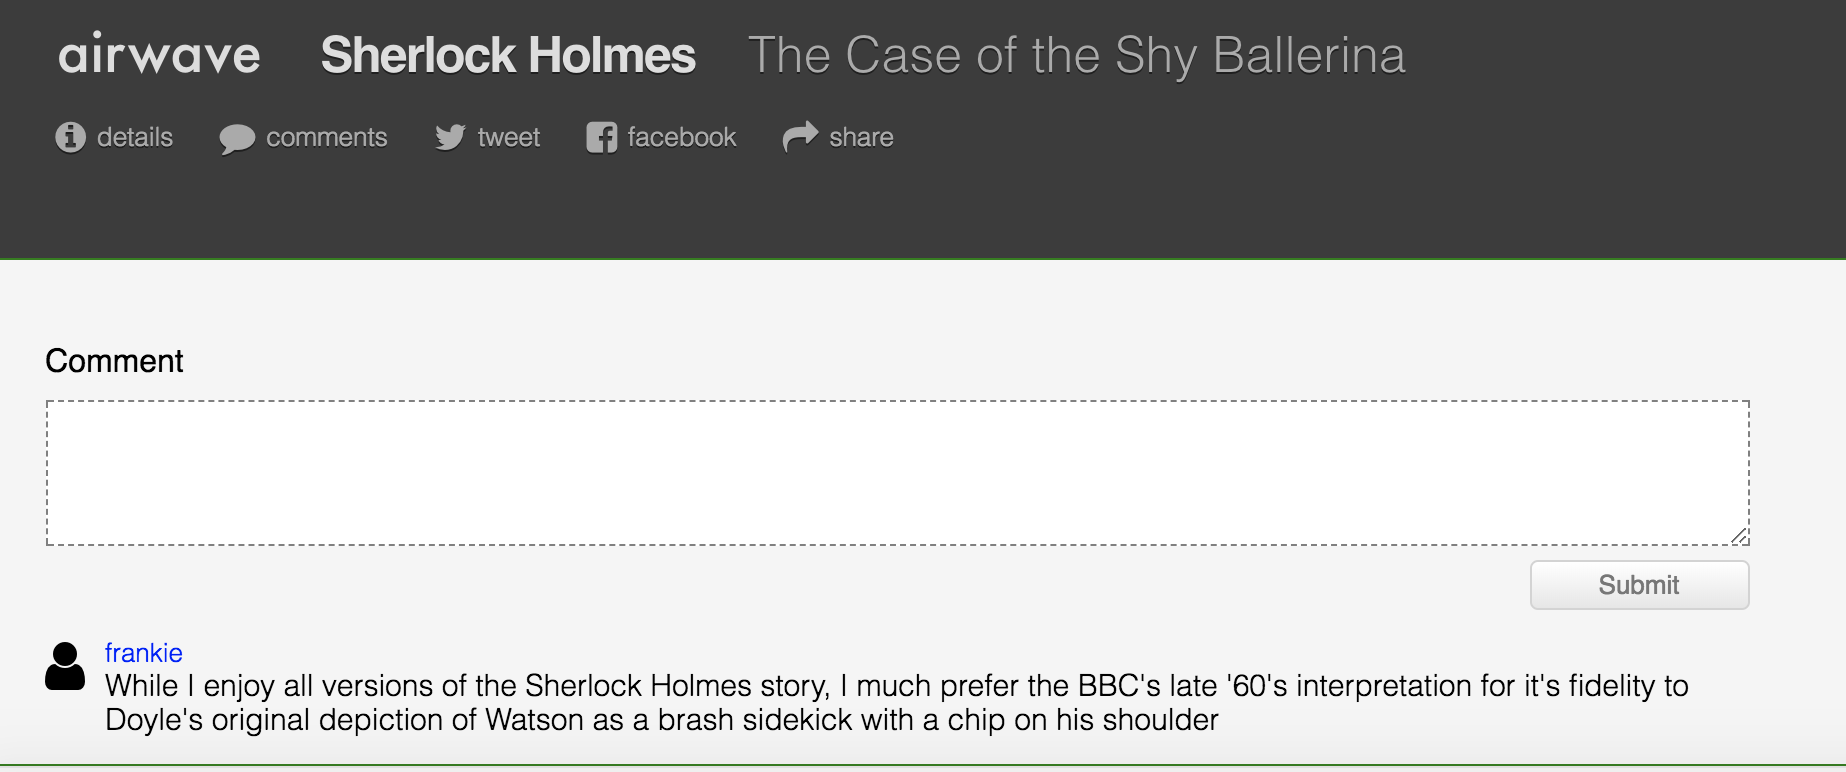 airwave Sherlock Holmes The Case of the Shy Ballerina
details comments tweet facebook share
Comment
Submit
frankie
While I enjoy all versions of the Sherlock Holmes story, I much prefer the BBC's late '60's interpretation for it's fidelity to
Doyle's original depiction of Watson as a brash sidekick with a chip on his shoulder